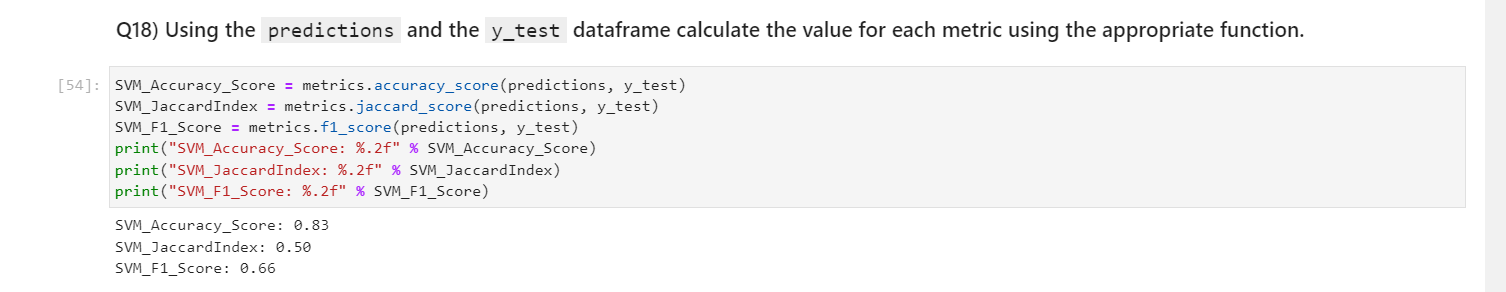 Q18) Using the predictions and the y_test dataframe calculate the value for each metric using the appropriate function.
[54]: SVM_Accuracy_Score = metrics.accuracy_score(predictions, y_test)
SVM_JaccardIndex = metrics.jaccard_score(predictions, y_test)
SVM_F1_Score = metrics.f1_score(predictions, y_test)
print("SVM_Accuracy_Score: %.2f" % SVM_Accuracy_Score)
print("SVM_JaccardIndex: %.2f" % SVM_JaccardIndex)
print("SVM_F1_Score: %.2f" % SVM_F1_Score)
SVM_Accuracy_Score: 0.83
SVM_JaccardIndex: 0.50
SVM_F1_Score: 0.66